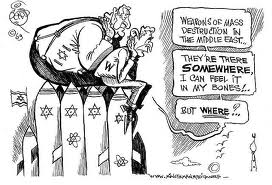 WEAPONS OF MASS
DESTRUCTION IN
THE MIDDLE EAST..
THEY'RE THERE
SOMEWHERE,
I CAN FEEL IT
IN MY BONES!..
BUT WHERE?!